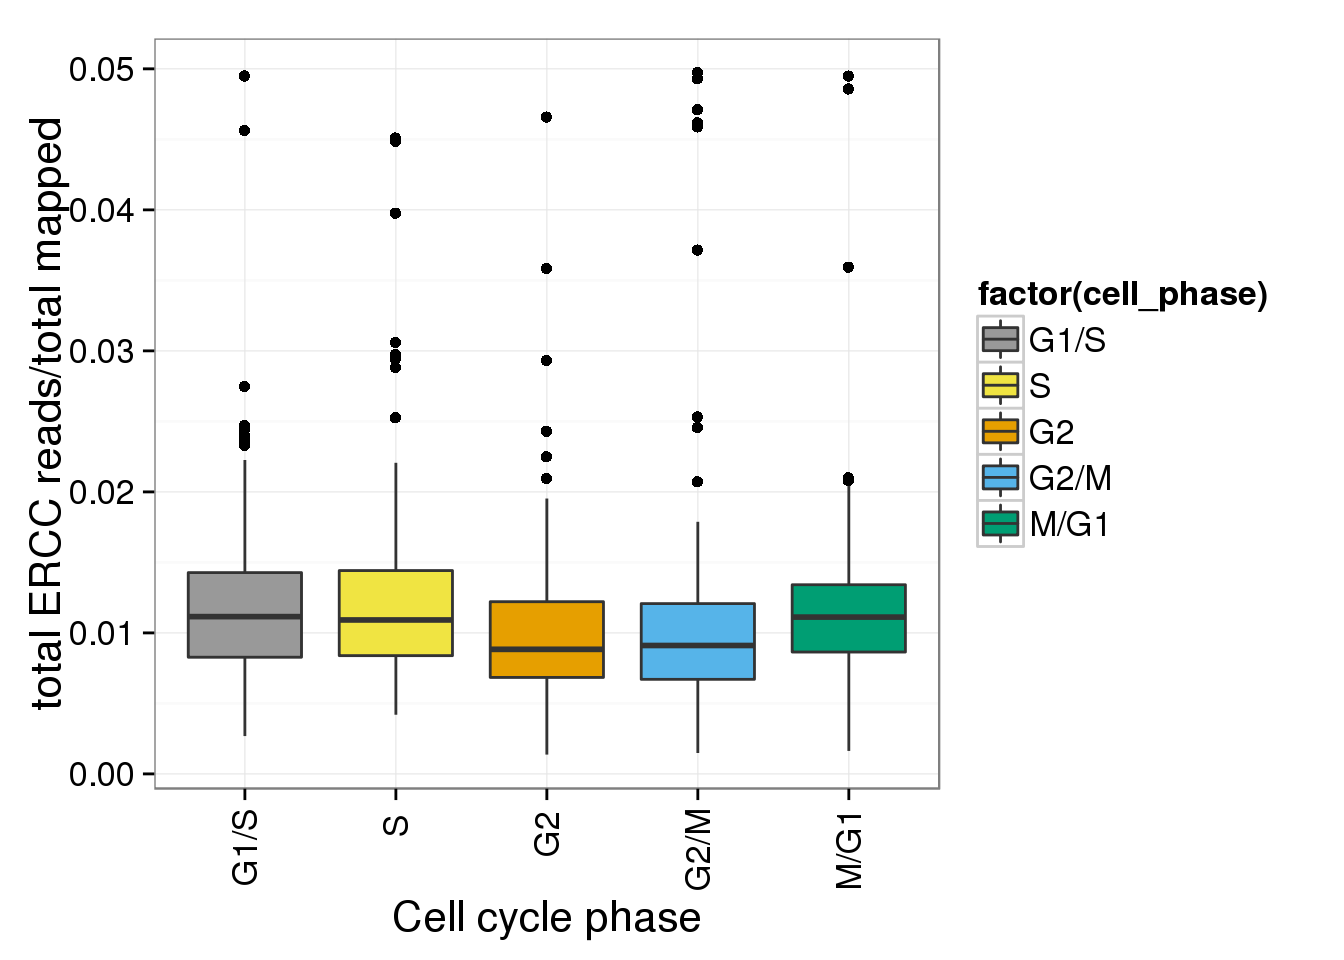 total ERCC reads/total mapped
0.05
0.04
0.03
0.02
0.01
0.00
G1/S
S
G2
G2/M
M/G1
Cell cycle phase
factor(cell_phase)
G1/S
S
G2
G2/M
M/G1